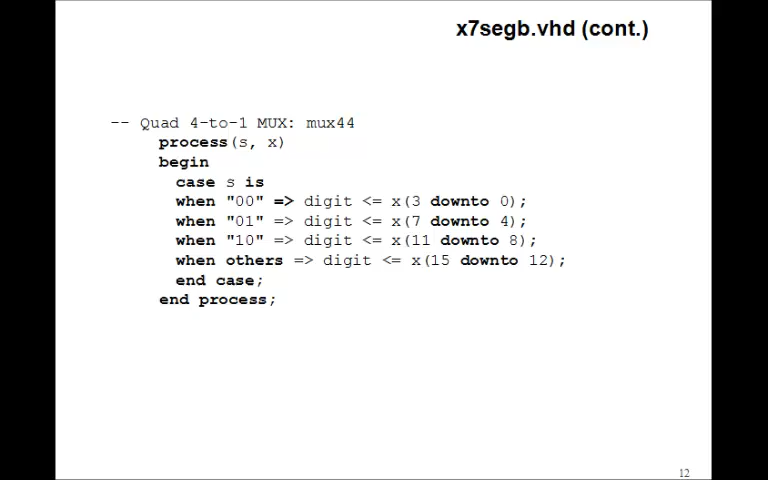 x7segb.vhd (cont.)
-- Quad 4-to-1 MUX: mux44
process(s, x)
begin
case s is
when "00" => digit <= x(3 downto 0);
when "01" => digit <= x(7 downto 4);
when "10" => digit <= x(11 downto 8);
when others => digit <= x(15 downto 12);
end case;
end process;
12